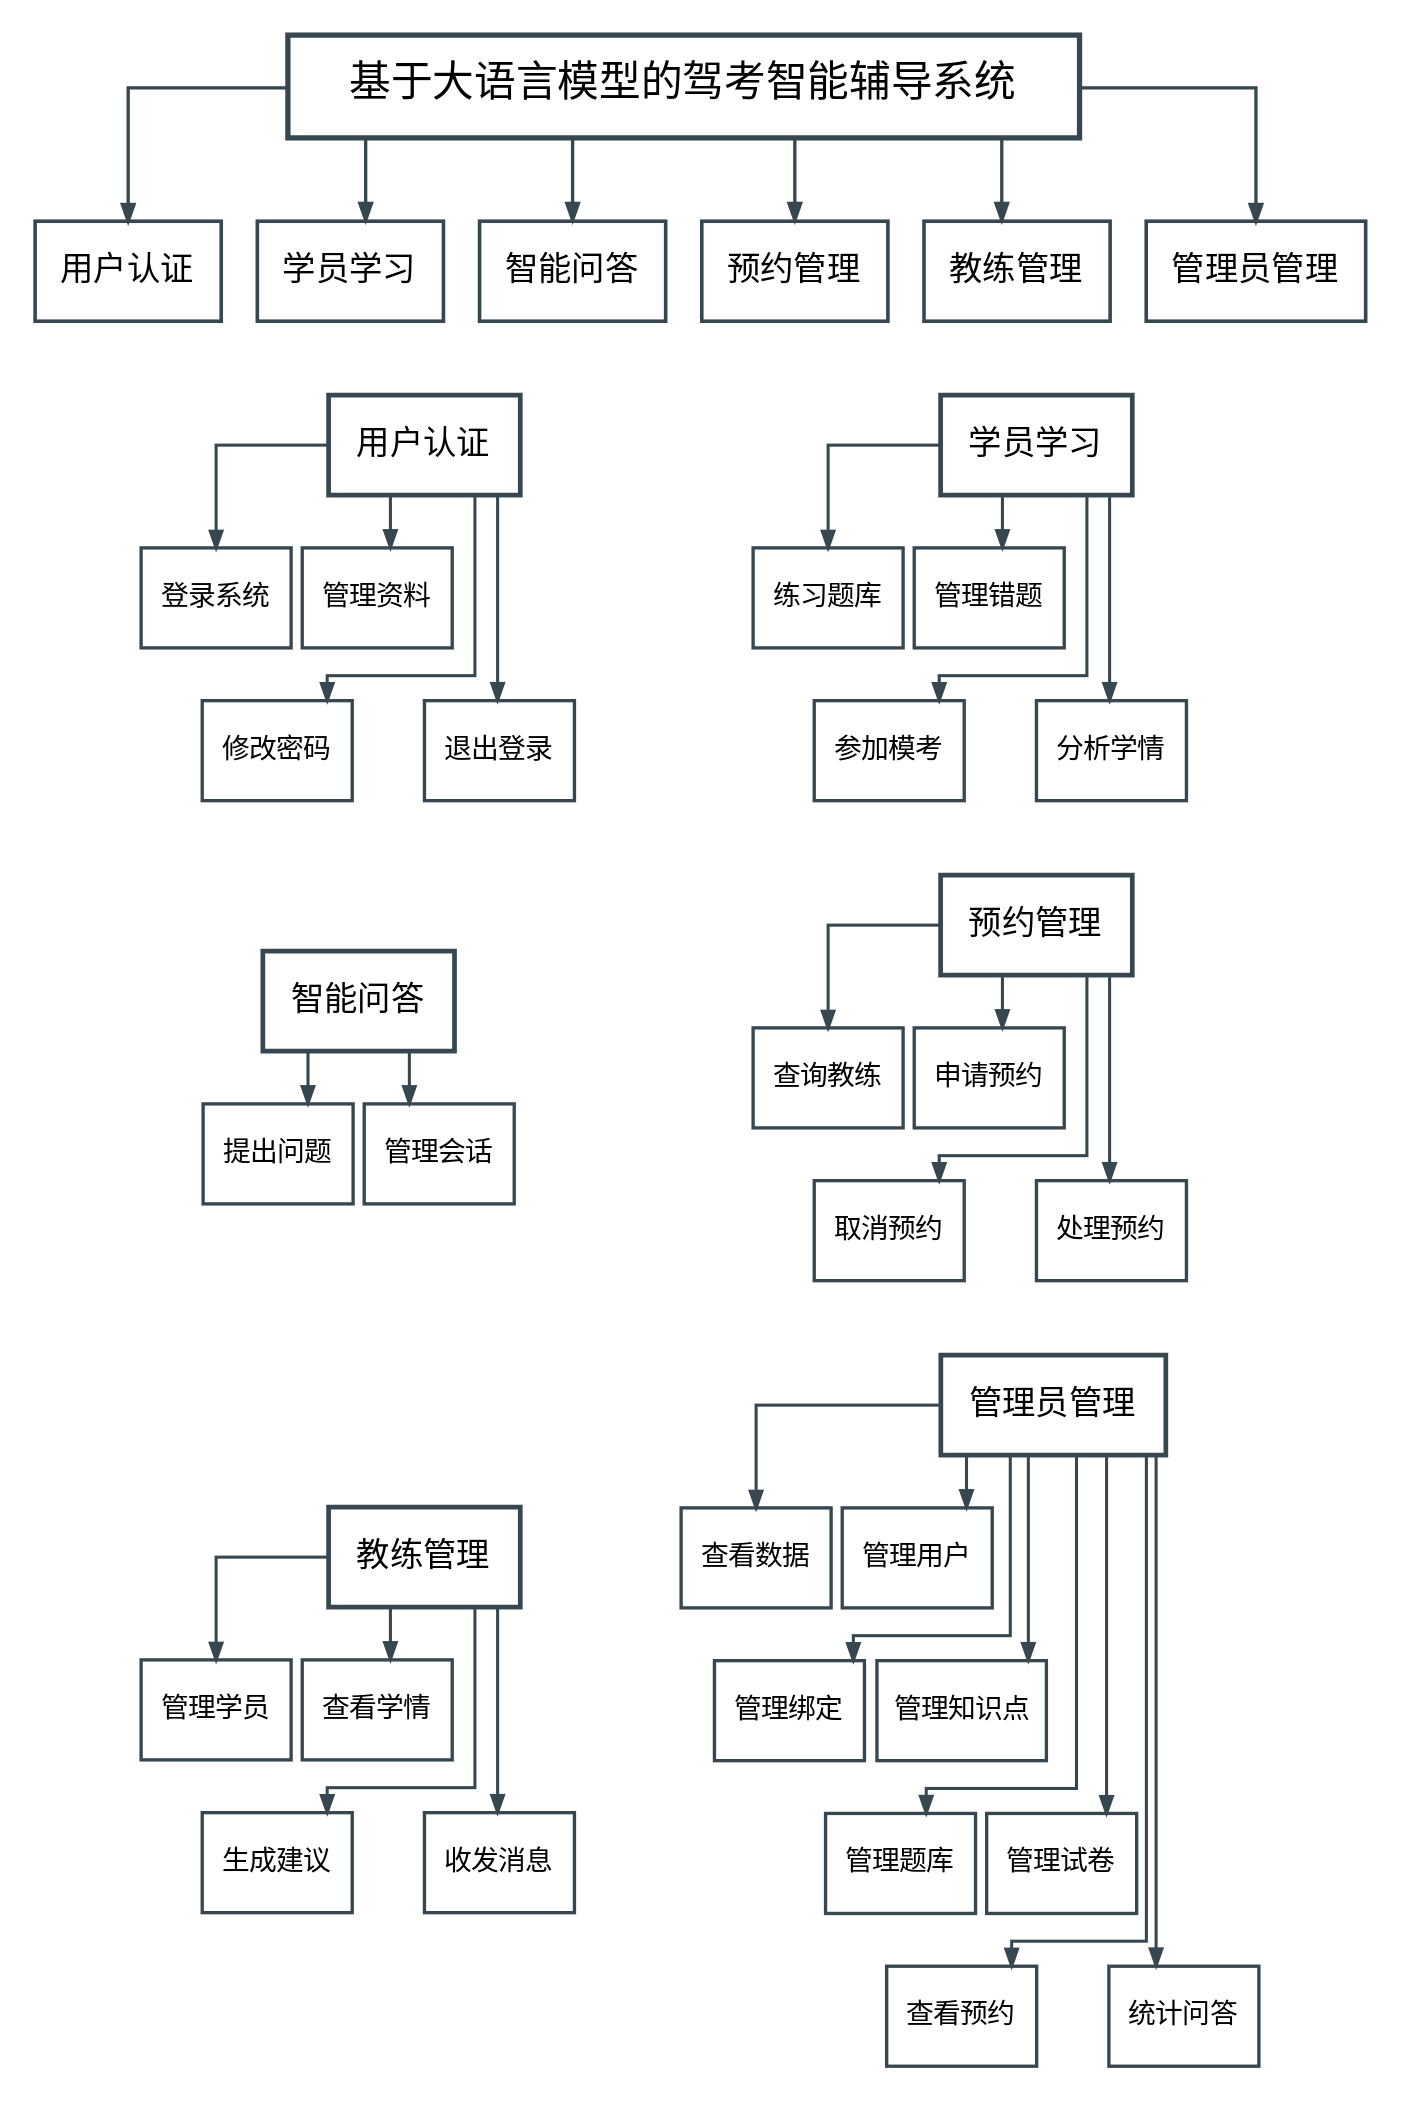 基于大语言模型的驾考智能辅导系统
用户认证
学员学习
智能问答
预约管理
教练管理
管理员管理
用户认证
登录系统
管理资料
修改密码
退出登录
学员学习
练习题库
管理错题
参加模考
分析学情
智能问答
提出问题
管理会话
预约管理
查询教练
申请预约
取消预约
处理预约
教练管理
管理学员
查看学情
生成建议
收发消息
管理员管理
查看数据
管理用户
管理绑定
管理知识点
管理题库
管理试卷
查看预约
统计问答